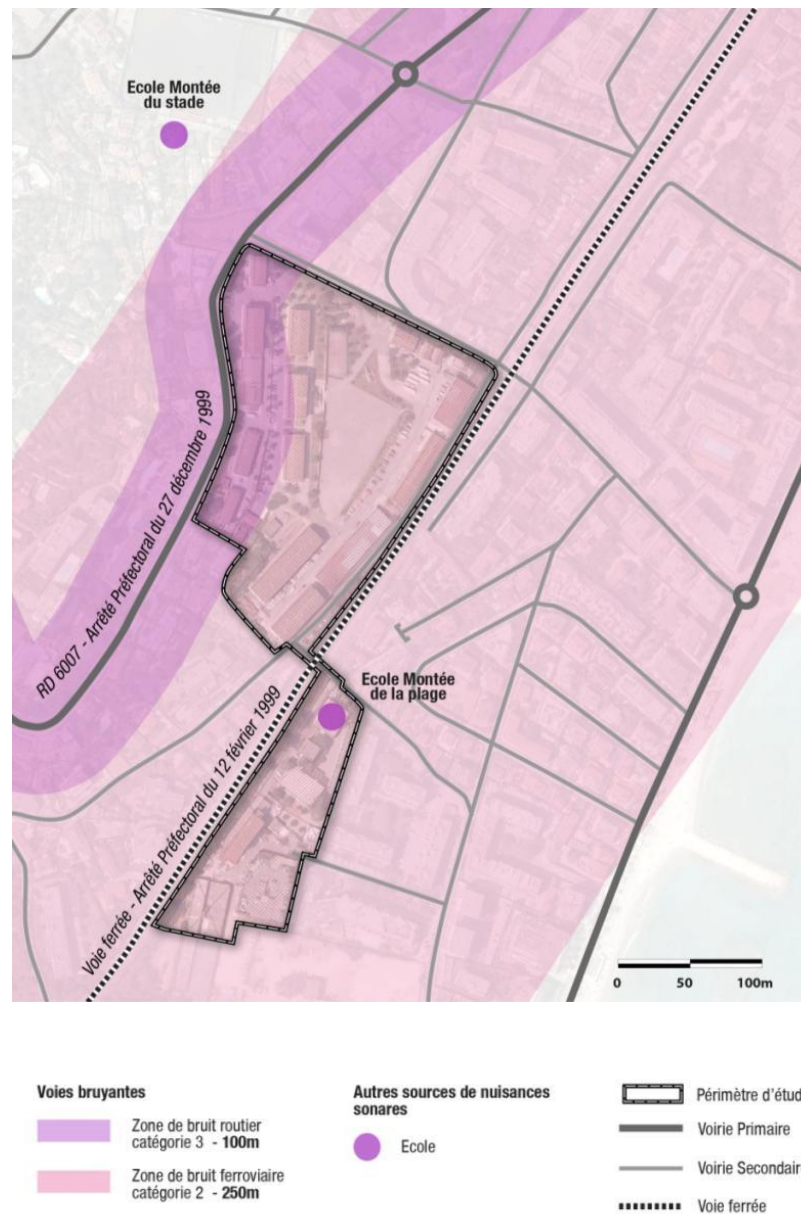 Ecole Montée
du stade
RD 6007 - Arrêté Préfectoral du 27 décembre 1999
Ecole Montée
de la plage
Voie ferrée - Arrêté Préfectoral du 12 février 1999
0 50 100m
Voies bruyantes
Zone de bruit routier
catégorie 3 - 100m
Zone de bruit ferroviaire
catégorie 2 - 250m
Autres sources de nuisances
sonares
Ecole
Périmètre d'étud
Voirie Primaire
Voirie Secondair
Voie ferrée